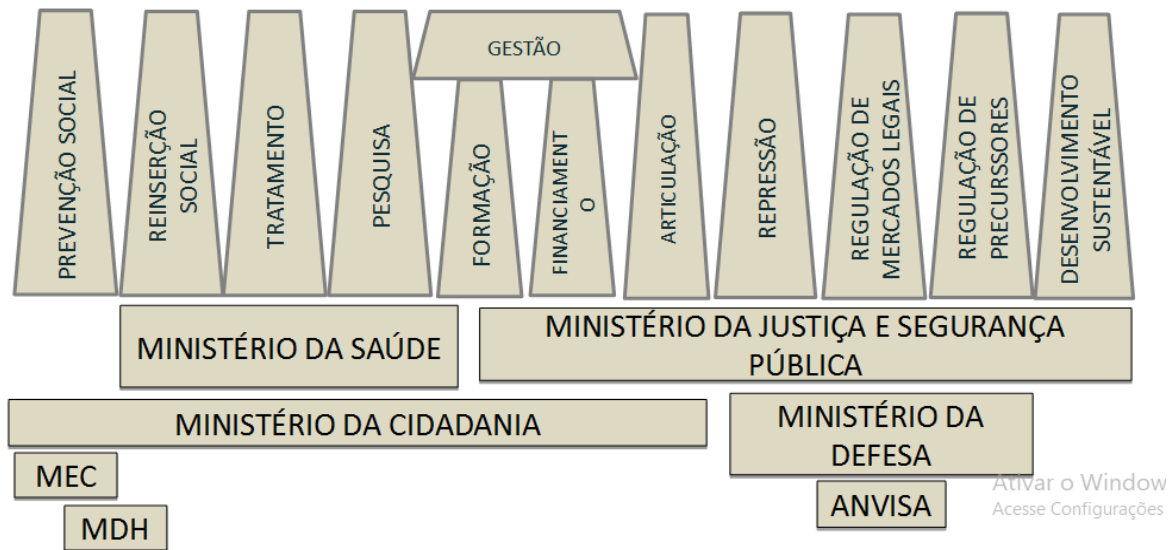 GESTÃO
PREVENÇÃO SOCIAL
REINSERÇÃO
SOCIAL
TRATAMENTO
PESQUISA
FORMAÇÃO
FINANCIAMENT
O
ARTICULAÇÃO
REPRESSÃO
REGULAÇÃO DE
MERCADOS LEGAIS
REGULAÇÃO DE
PRECURSSORES
DESENVOLVIMENTO
SUSTENTÁVEL
MINISTÉRIO DA SAÚDE
MINISTÉRIO DA JUSTIÇA E SEGURANÇA
PÚBLICA
MINISTÉRIO DA CIDADANIA
MINISTÉRIO DA
DEFESA
MEC
ANVISA
MDH
Ativar o Window
Acesse Configurações